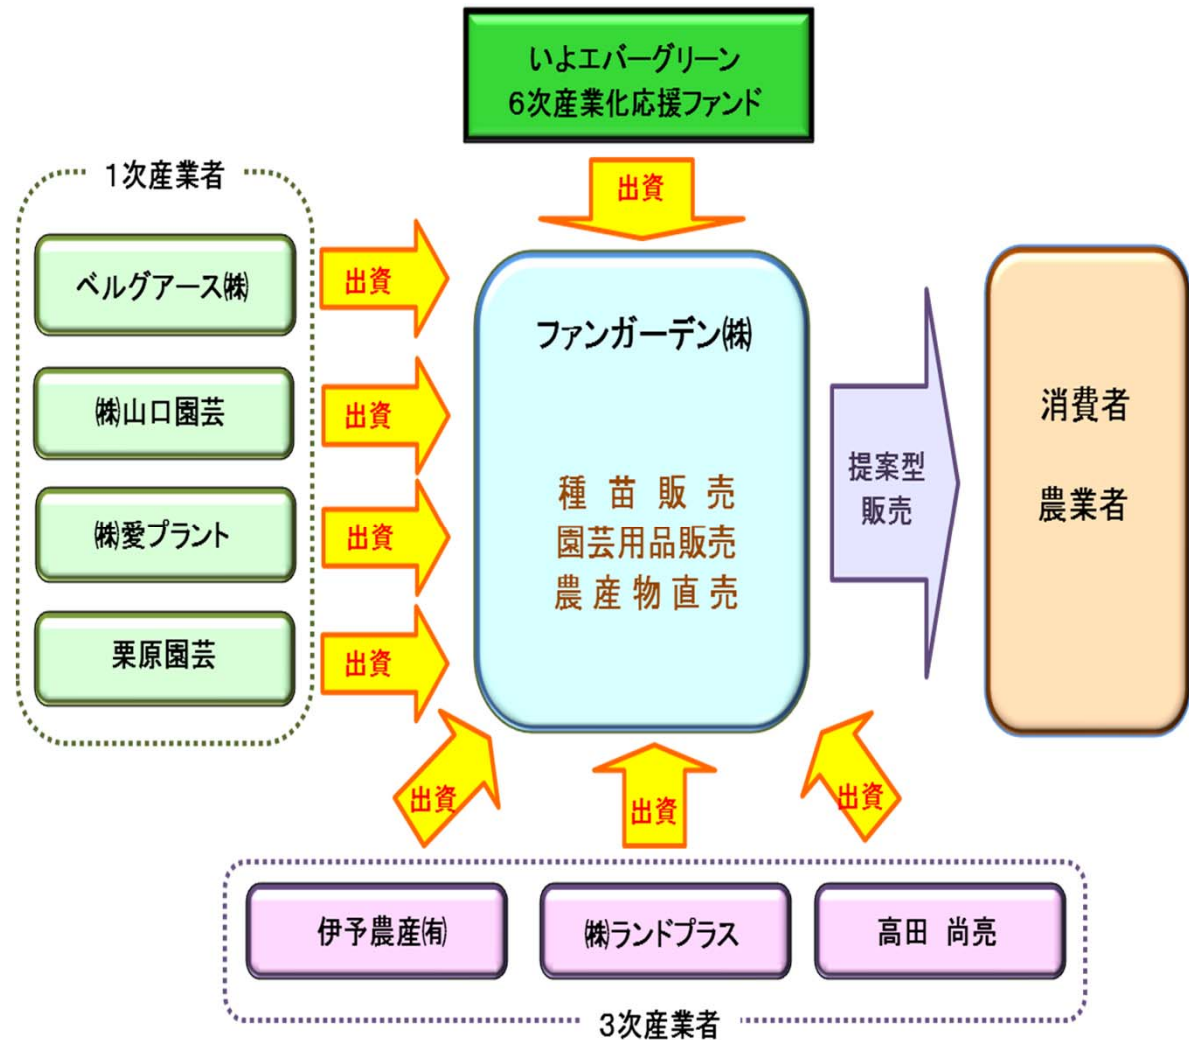 いよエバーグリーン
6次産業化応援ファンド
出資
1次産業者
ベルグアース㈱
出資
㈱山口園芸
出資
㈱愛プラント
出資
栗原園芸
出資
ファンガーデン㈱
種苗販売
園芸用品販売
農産物直売
提案型
販売
消費者
農業者
出資
出資
出資
伊予農産㈲
㈱ランドプラス
高田 尚亮
3次産業者